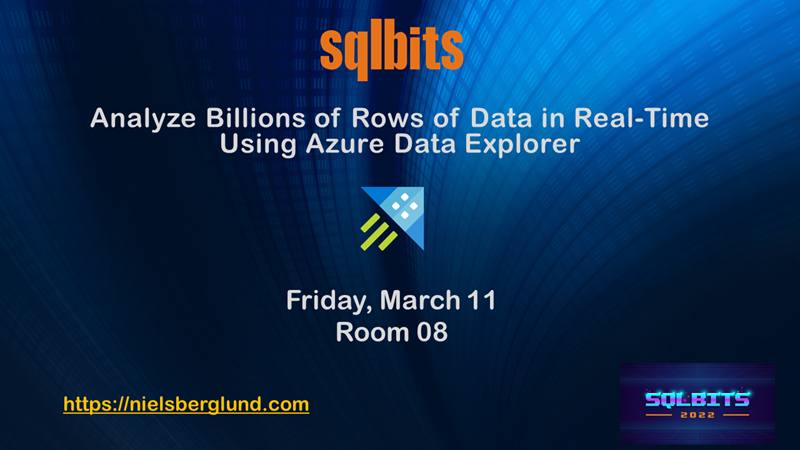 sqlbits
Analyze Billions of Rows of Data in Real-Time
Using Azure Data Explorer
Friday, March 11
Room 08
https://nielsberglund.com
SQLBITS
2022